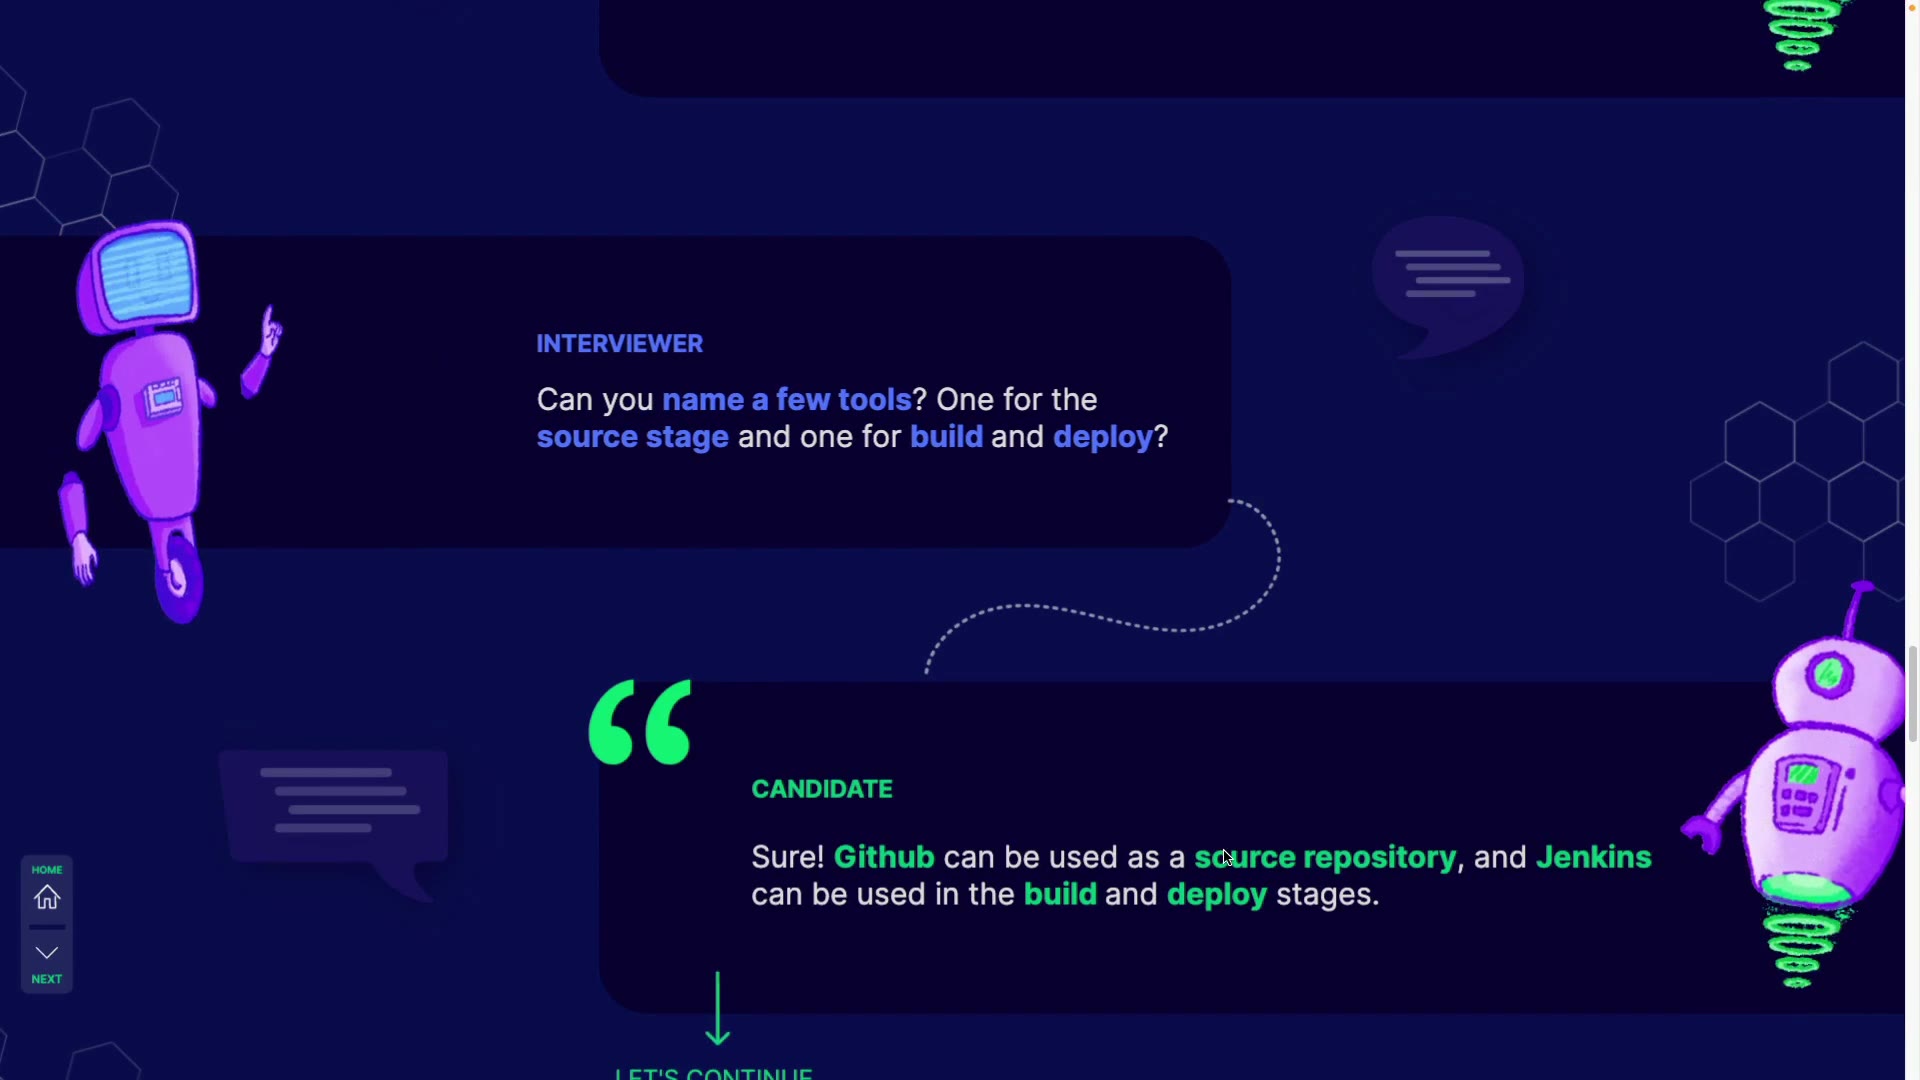 INTERVIEWER
Can you name a few tools? One for the
source stage and one for build and deploy?
CANDIDATE
Sure! Github can be used as a source repository, and Jenkins
can be used in the build and deploy stages.
HOME
NEXT
LET'S CONTINUE